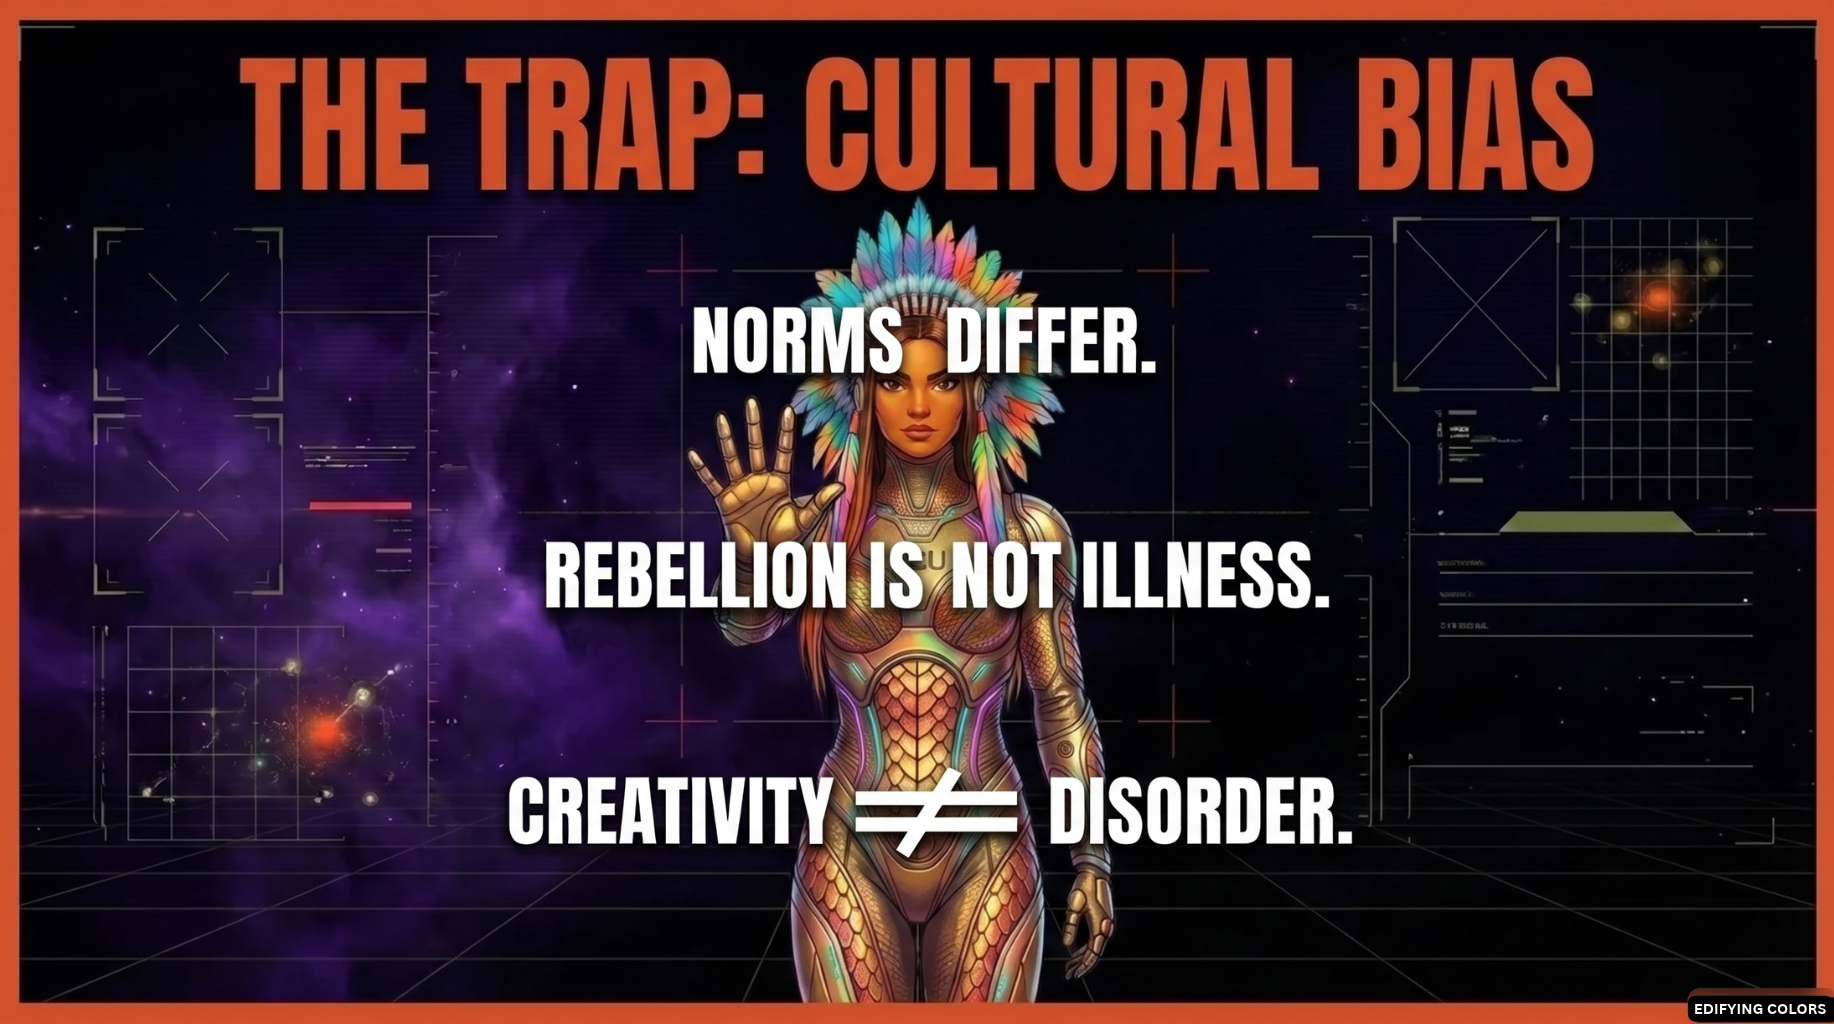 THE TRAP: CULTURAL BIAS
NORMS DIFFER.
REBELLION IS NOT ILLNESS.
CREATIVITY ≠ DISORDER.
EDIFYING COLORS